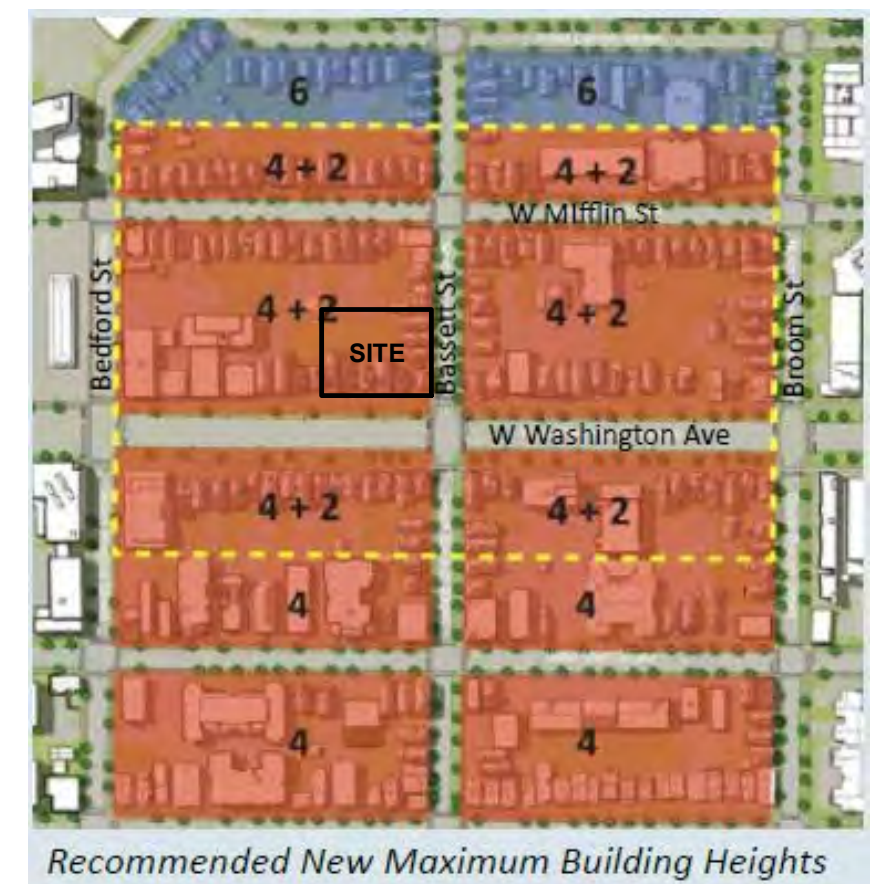 6
6
4 + 2
4 + 2
W MIfflin St
Bedford St
4 + 2
SITE
Bassett St
4 + 2
Broom St
W Washington Ave
4 + 2
4 + 2
4
4
4
4
Recommended New Maximum Building Heights